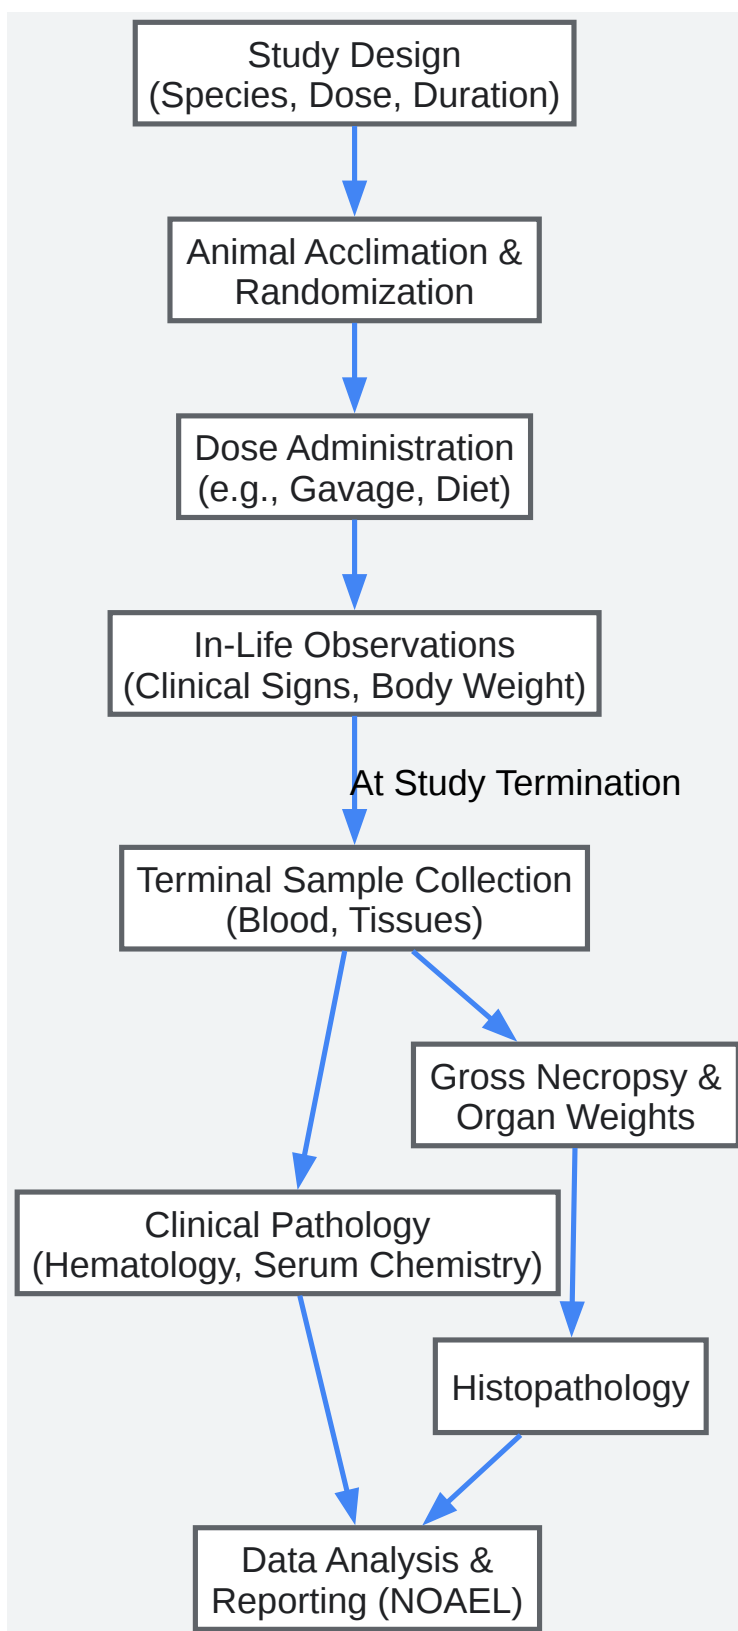 Study Design
(Species, Dose, Duration)
Animal Acclimation &
Randomization
Dose Administration
(e.g., Gavage, Diet)
In-Life Observations
(Clinical Signs, Body Weight)
At Study Termination
Terminal Sample Collection
(Blood, Tissues)
Gross Necropsy &
Organ Weights
Clinical Pathology
(Hematology, Serum Chemistry)
Histopathology
Data Analysis &
Reporting (NOAEL)